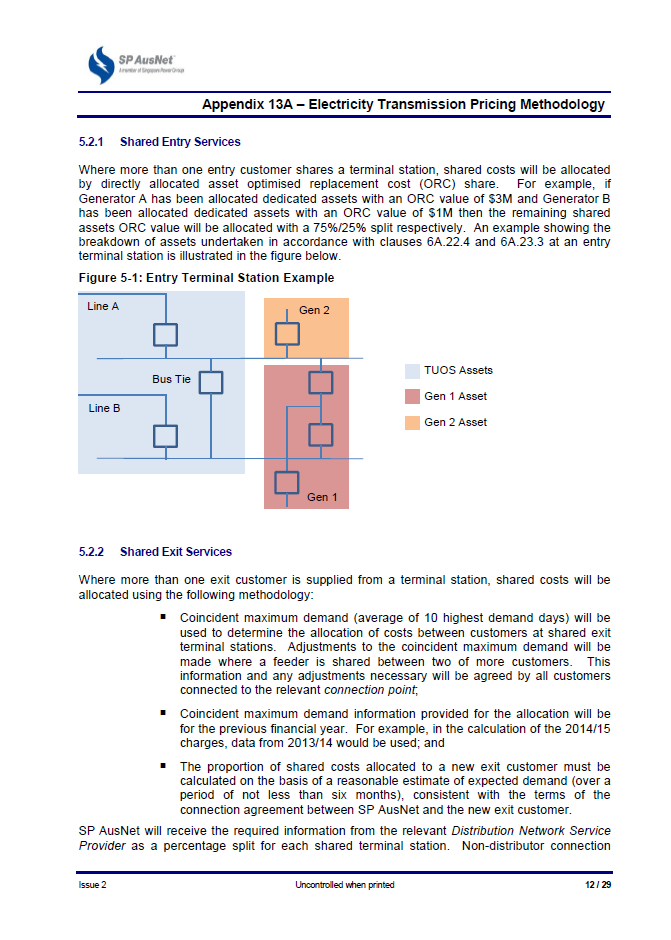 SP AusNet
A member of Singapore Power Group
Appendix 13A – Electricity Transmission Pricing Methodology
5.2.1 Shared Entry Services
Where more than one entry customer shares a terminal station, shared costs will be allocated
by directly allocated asset optimised replacement cost (ORC) share. For example, if
Generator A has been allocated dedicated assets with an ORC value of $3M and Generator B
has been allocated dedicated assets with an ORC value of $1M then the remaining shared
assets ORC value will be allocated with a 75%/25% split respectively. An example showing the
breakdown of assets undertaken in accordance with clauses 6A.22.4 and 6A.23.3 at an entry
terminal station is illustrated in the figure below.
Figure 5-1: Entry Terminal Station Example
Line A
Gen 2
Bus Tie
Line B
Gen 1
TUOS Assets
Gen 1 Asset
Gen 2 Asset
5.2.2 Shared Exit Services
Where more than one exit customer is supplied from a terminal station, shared costs will be
allocated using the following methodology:
▪ Coincident maximum demand (average of 10 highest demand days) will be
used to determine the allocation of costs between customers at shared exit
terminal stations. Adjustments to the coincident maximum demand will be
made where a feeder is shared between two of more customers. This
information and any adjustments necessary will be agreed by all customers
connected to the relevant connection point;
▪ Coincident maximum demand information provided for the allocation will be
for the previous financial year. For example, in the calculation of the 2014/15
charges, data from 2013/14 would be used; and
▪ The proportion of shared costs allocated to a new exit customer must be
calculated on the basis of a reasonable estimate of expected demand (over a
period of not less than six months), consistent with the terms of the
connection agreement between SP AusNet and the new exit customer.
SP AusNet will receive the required information from the relevant Distribution Network Service
Provider as a percentage split for each shared terminal station. Non-distributor connection
Issue 2
Uncontrolled when printed
12 / 29